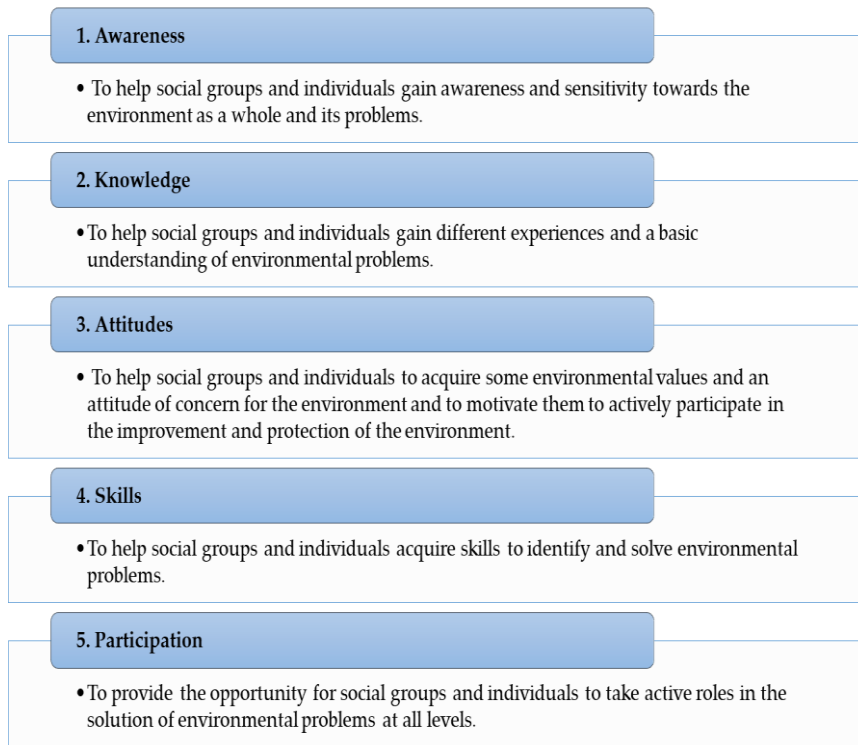 1. Awareness
• To help social groups and individuals gain awareness and sensitivity towards the
environment as a whole and its problems.
2. Knowledge
•To help social groups and individuals gain different experiences and a basic
understanding of environmental problems.
3. Attitudes
• To help social groups and individuals to acquire some environmental values and an
attitude of concern for the environment and to motivate them to actively participate in
the improvement and protection of the environment.
4. Skills
•To help social groups and individuals acquire skills to identify and solve environmental
problems.
5. Participation
•To provide the opportunity for social groups and individuals to take active roles in the
solution of environmental problems at all levels.